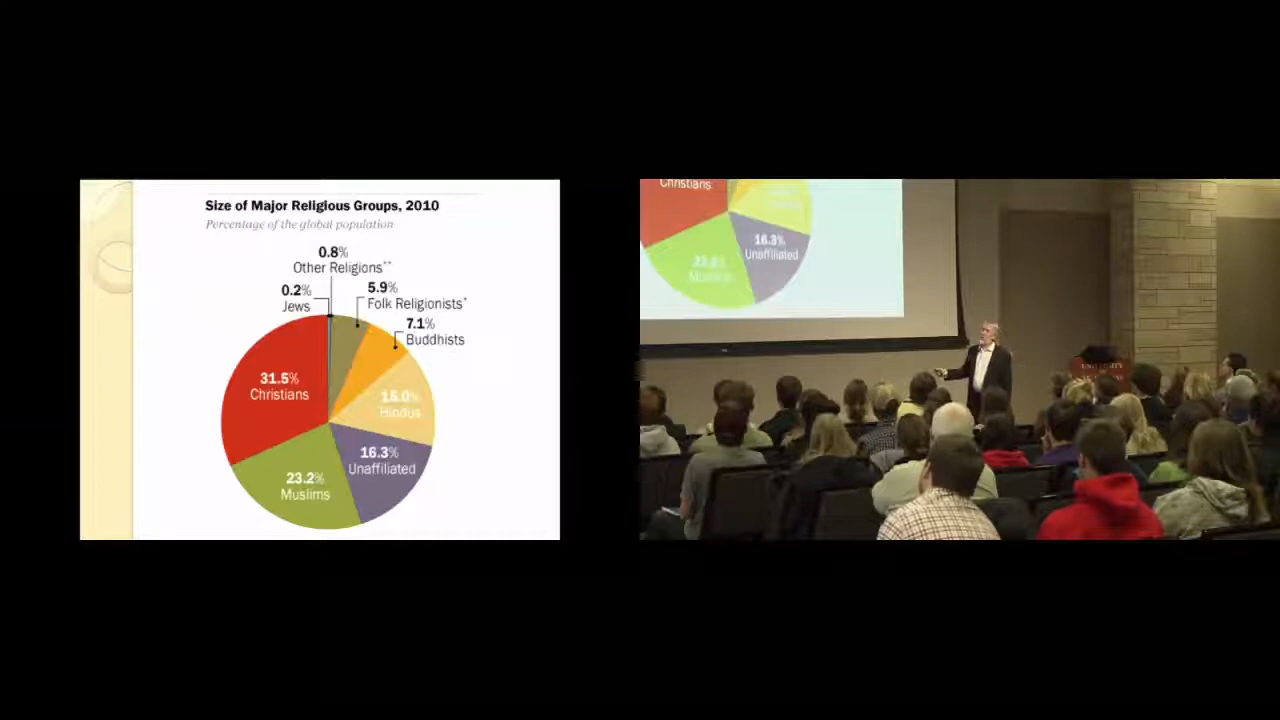 Size of Major Religious Groups, 2010
Percentage of the global population
0.8%
Other Religions**
0.2%
Jews
5.9%
Folk Religionists*
7.1%
Buddhists
31.5%
Christians
15.0%
Hindus
16.3%
Unaffiliated
23.2%
Muslims
Christians
16.3%
Unaffiliated
UNIVERSITY